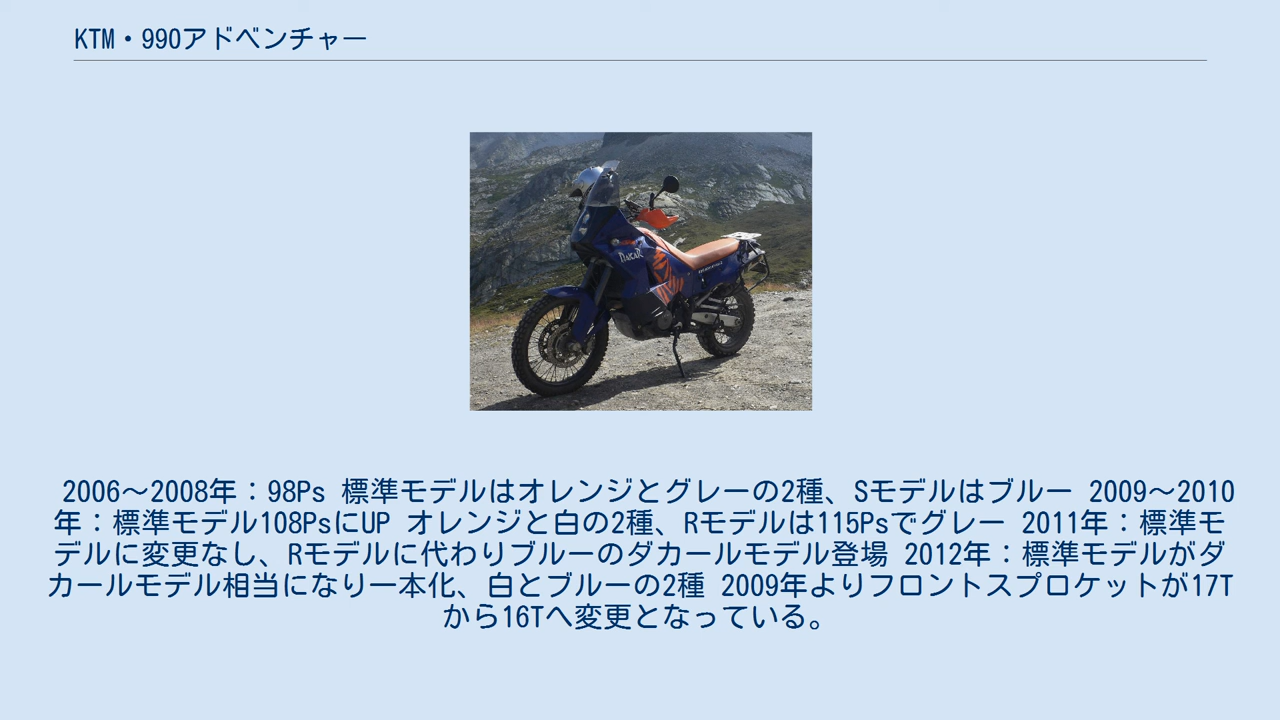 KTM・990アドベンチャー
DAKAR
2006～2008年：98Ps 標準モデルはオレンジとグレーの2種、Sモデルはブルー 2009～2010
年：標準モデル108PsにUP オレンジと白の2種、Rモデルは115Psでグレー 2011年：標準モ
デルに変更なし、Rモデルに代わりブルーのダカールモデル登場 2012年：標準モデルがダ
カールモデル相当になり一本化、白とブルーの2種 2009年よりフロントスプロケットが17T
から16Tへ変更となっている。